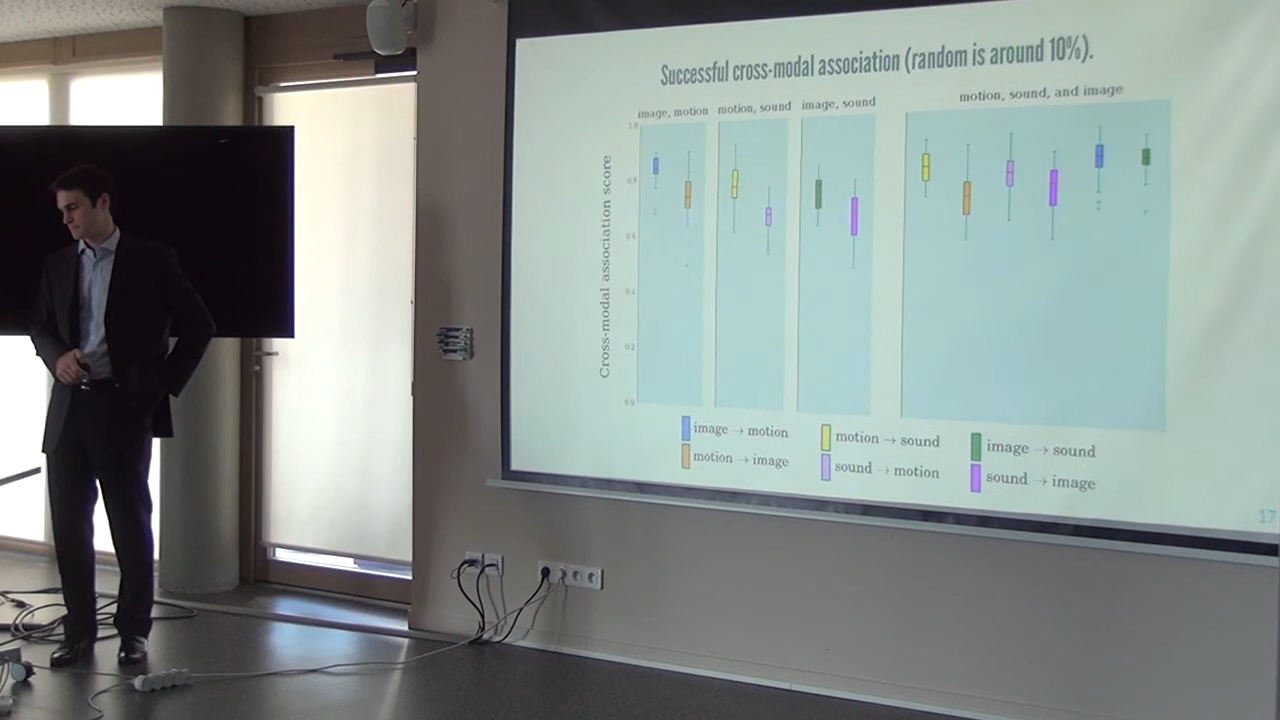 Successful cross-modal association (random is around 10%).
image, motion
motion, sound
image, sound
motion, sound, and image
Cross-modal association score
1.0
0.8
0.6
0.4
0.2
0.0
image → motion
motion → sound
image → sound
motion → image
sound → motion
sound → image
17